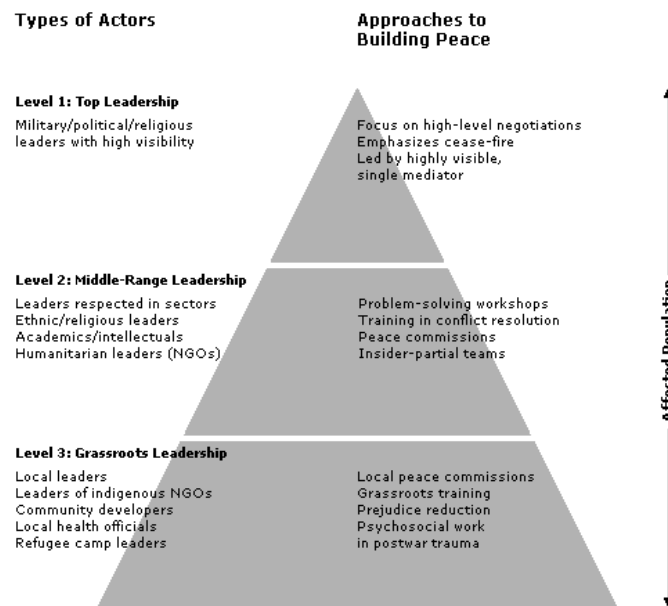 Types of Actors
Approaches to
Building Peace
Level 1: Top Leadership
Military/political/religious
leaders with high visibility
Focus on high-level negotiations
Emphasizes cease-fire
Led by highly visible,
single mediator
Level 2: Middle-Range Leadership
Leaders respected in sectors
Ethnic/religious leaders
Academics/intellectuals
Humanitarian leaders (NGOs)
Problem-solving workshops
Training in conflict resolution
Peace commissions
Insider-partial teams
Level 3: Grassroots Leadership
Local leaders
Leaders of indigenous NGOs
Community developers
Local health officials
Refugee camp leaders
Local peace commissions
Grassroots training
Prejudice reduction
Psychosocial work
in postwar trauma
Affected Population